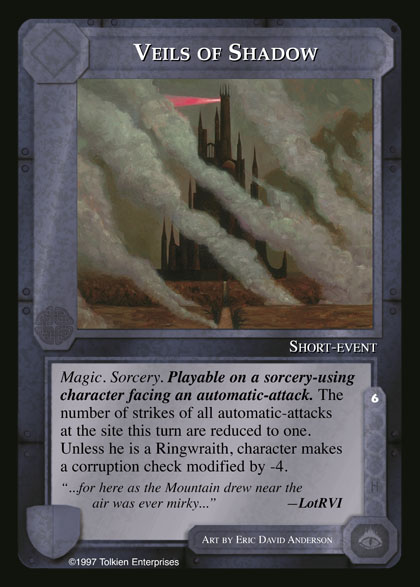 VEILS OF SHADOW
SHORT-EVENT
Magic. Sorcery. Playable on a sorcery-using
character facing an automatic-attack. The
number of strikes of all automatic-attacks
at the site this turn are reduced to one.
Unless he is a Ringwraith, character makes
a corruption check modified by -4.
6
“...for here as the Mountain drew near the
air was ever mirky...” —LotRVI
ART BY ERIC DAVID ANDERSON
©1997 Tolkien Enterprises